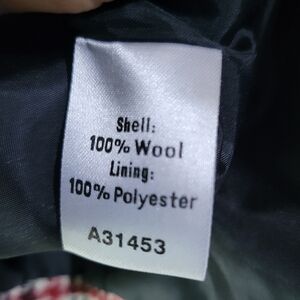 Shell:
100% Wool
Lining:
100% Polyester
A31453